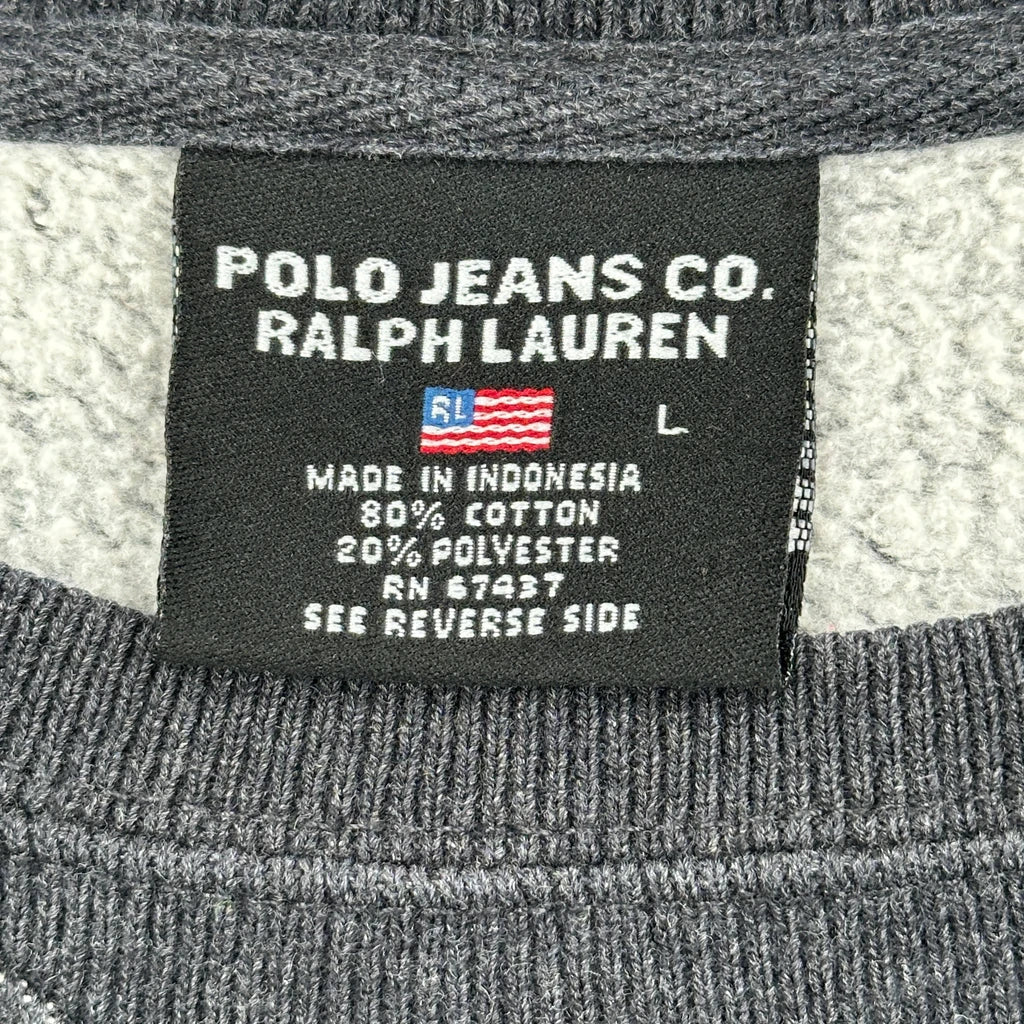 POLO JEANS CO.
RALPH LAUREN
RL
L
MADE IN INDONESIA
80% COTTON
20% POLYESTER
RN 67437
SEE REVERSE SIDE